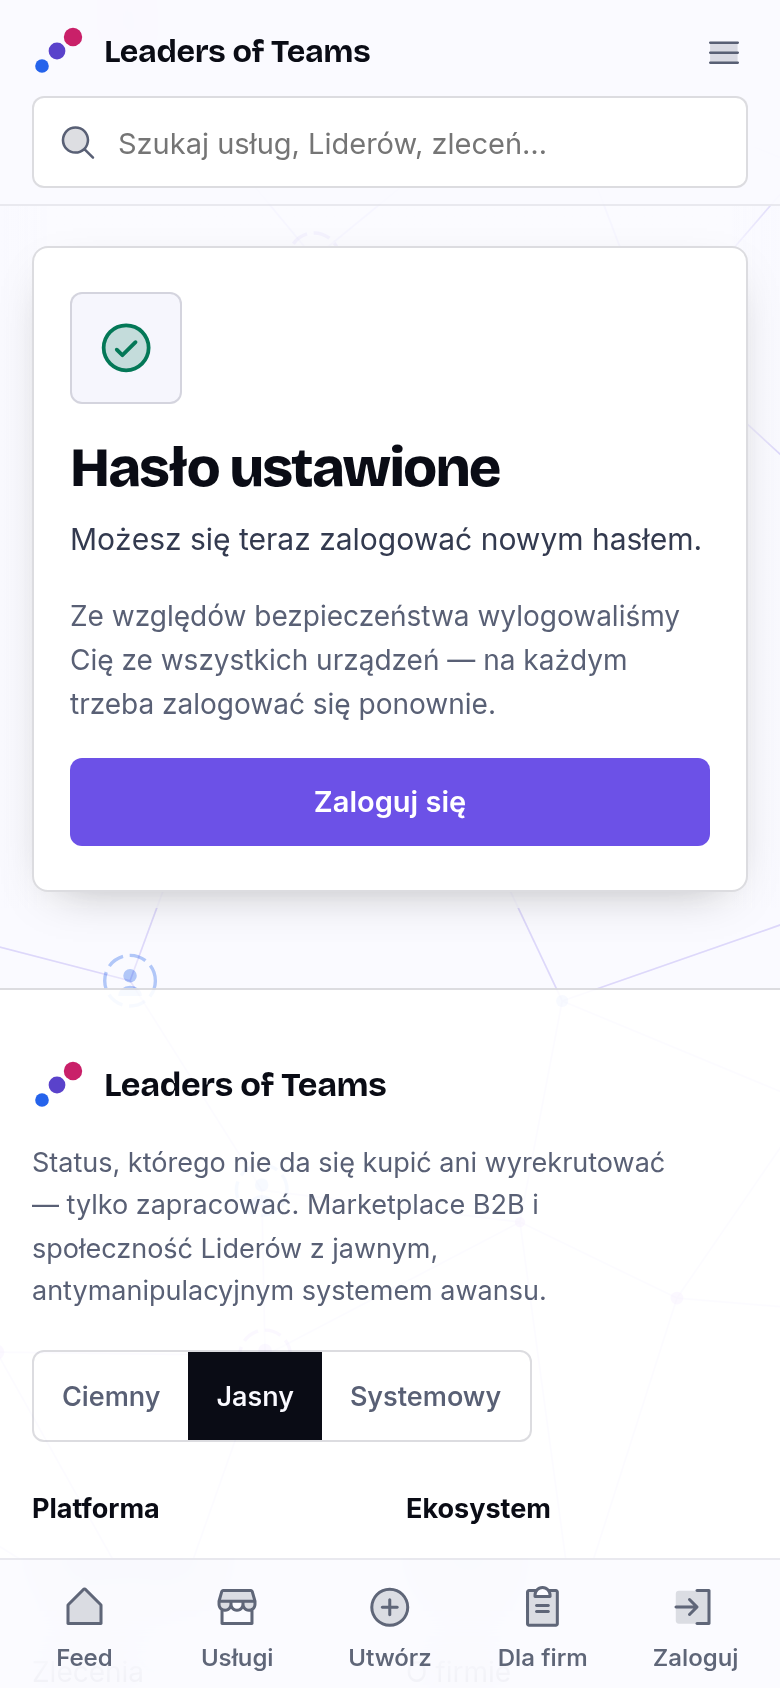 Leaders of Teams
Szukaj usług, Liderów, zleceń...
Hasło ustawione
Możesz się teraz zalogować nowym hasłem.
Ze względów bezpieczeństwa wylogowaliśmy
Cię ze wszystkich urządzeń — na każdym
trzeba zalogować się ponownie.
Zaloguj się
Leaders of Teams
Status, którego nie da się kupić ani wyrekrutować
— tylko zapracować. Marketplace B2B i
społeczność Liderów z jawnym,
antymanipulacyjnym systemem awansu.
Ciemny Jasny Systemowy
Platforma Ekosystem
Feed Usługi Utwórz Dla firm Zaloguj
Zlecenia O firmie